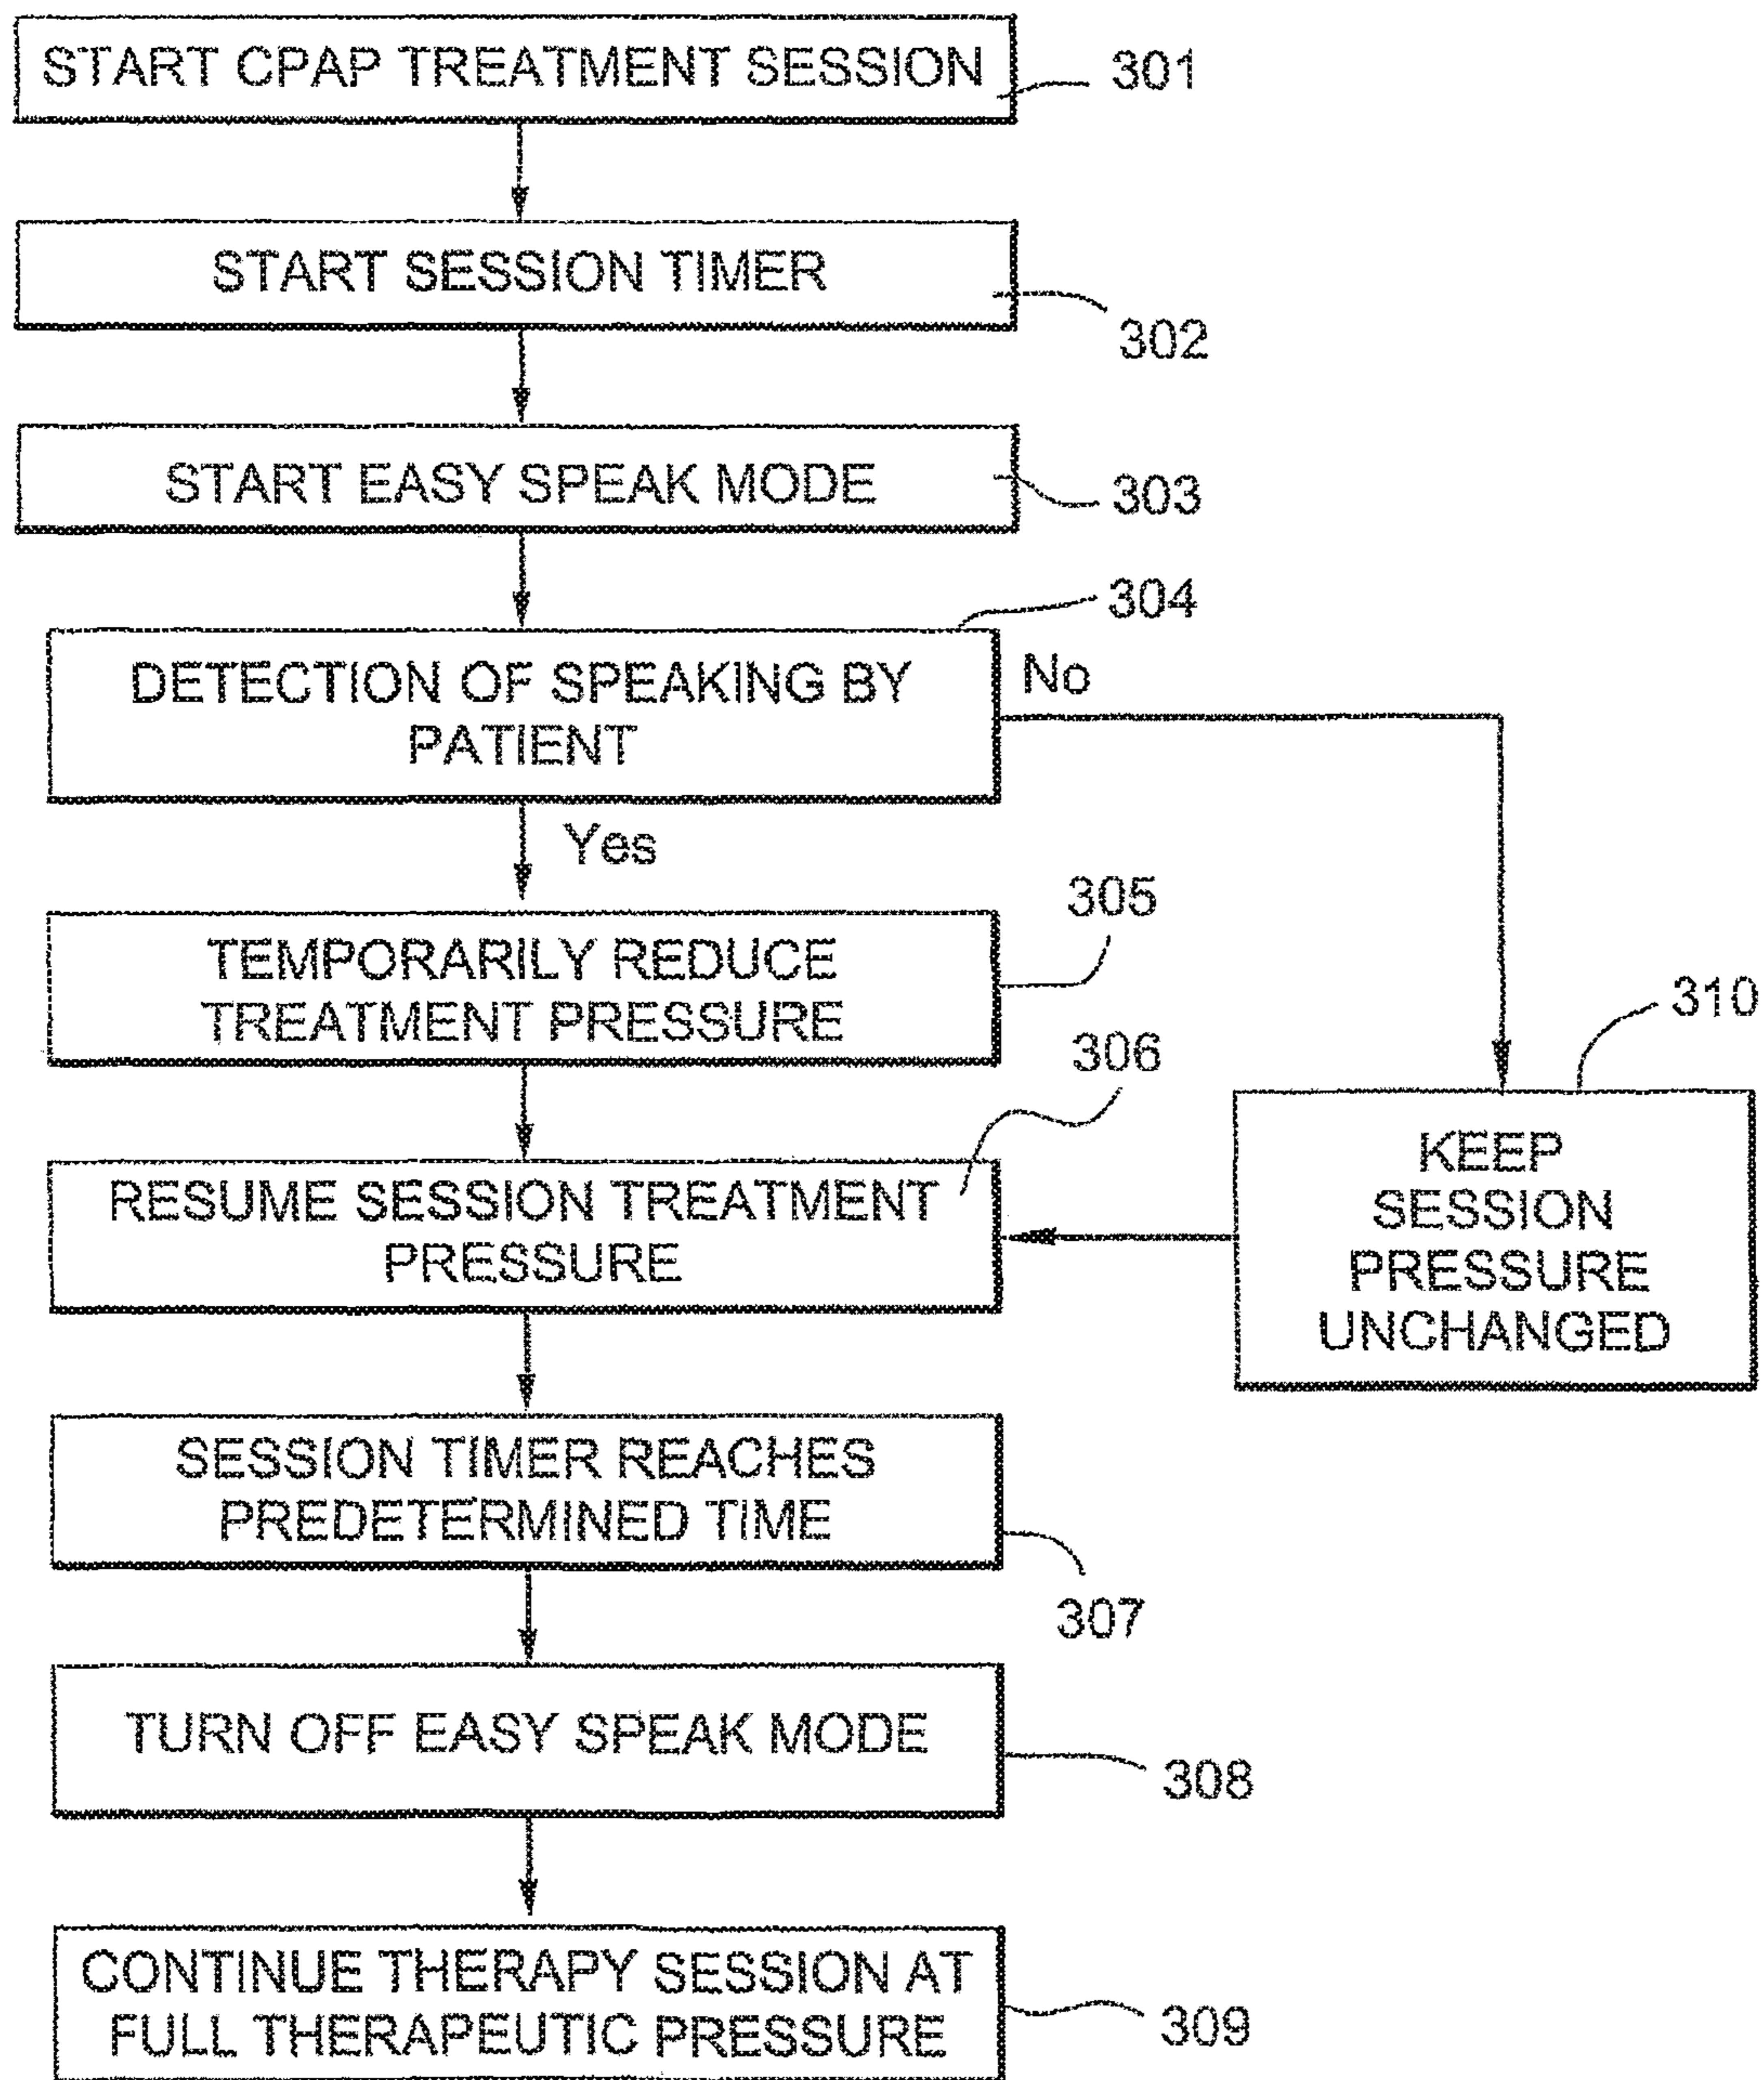 START CPAP TREATMENT SESSION
301
START SESSION TIMER
302
START EASY SPEAK MODE
303
304
DETECTION OF SPEAKING BY
PATIENT
No
Yes
305
TEMPORARILY REDUCE
TREATMENT PRESSURE
306
310
RESUME SESSION TREATMENT
PRESSURE
KEEP
SESSION
PRESSURE
UNCHANGED
SESSION TIMER REACHES
PREDETERMINED TIME
307
TURN OFF EASY SPEAK MODE
308
CONTINUE THERAPY SESSION AT
FULL THERAPEUTIC PRESSURE
309